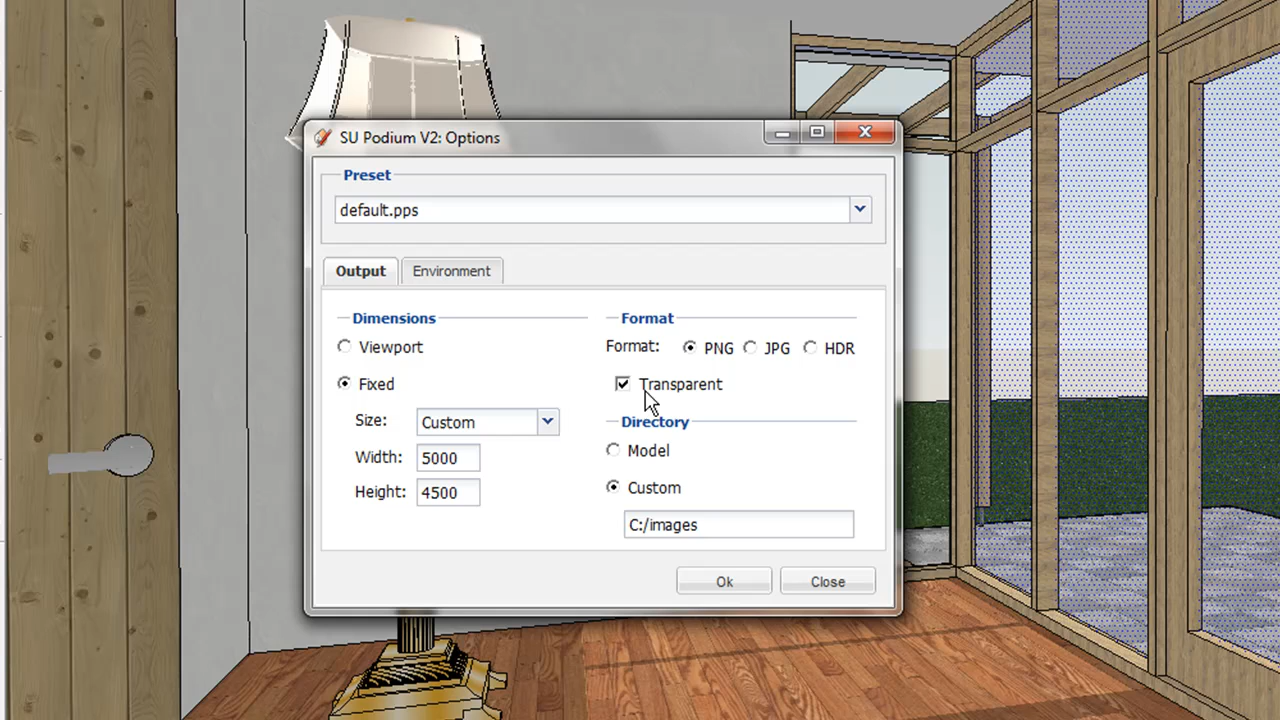 SU Podium V2: Options
Preset
default.pps
Output Environment
Dimensions
Viewport
Fixed
Size: Custom
Width: 5000
Height: 4500
Format
Format: PNG JPG HDR
Transparent
Directory
Model
Custom
C:/images
Ok Close